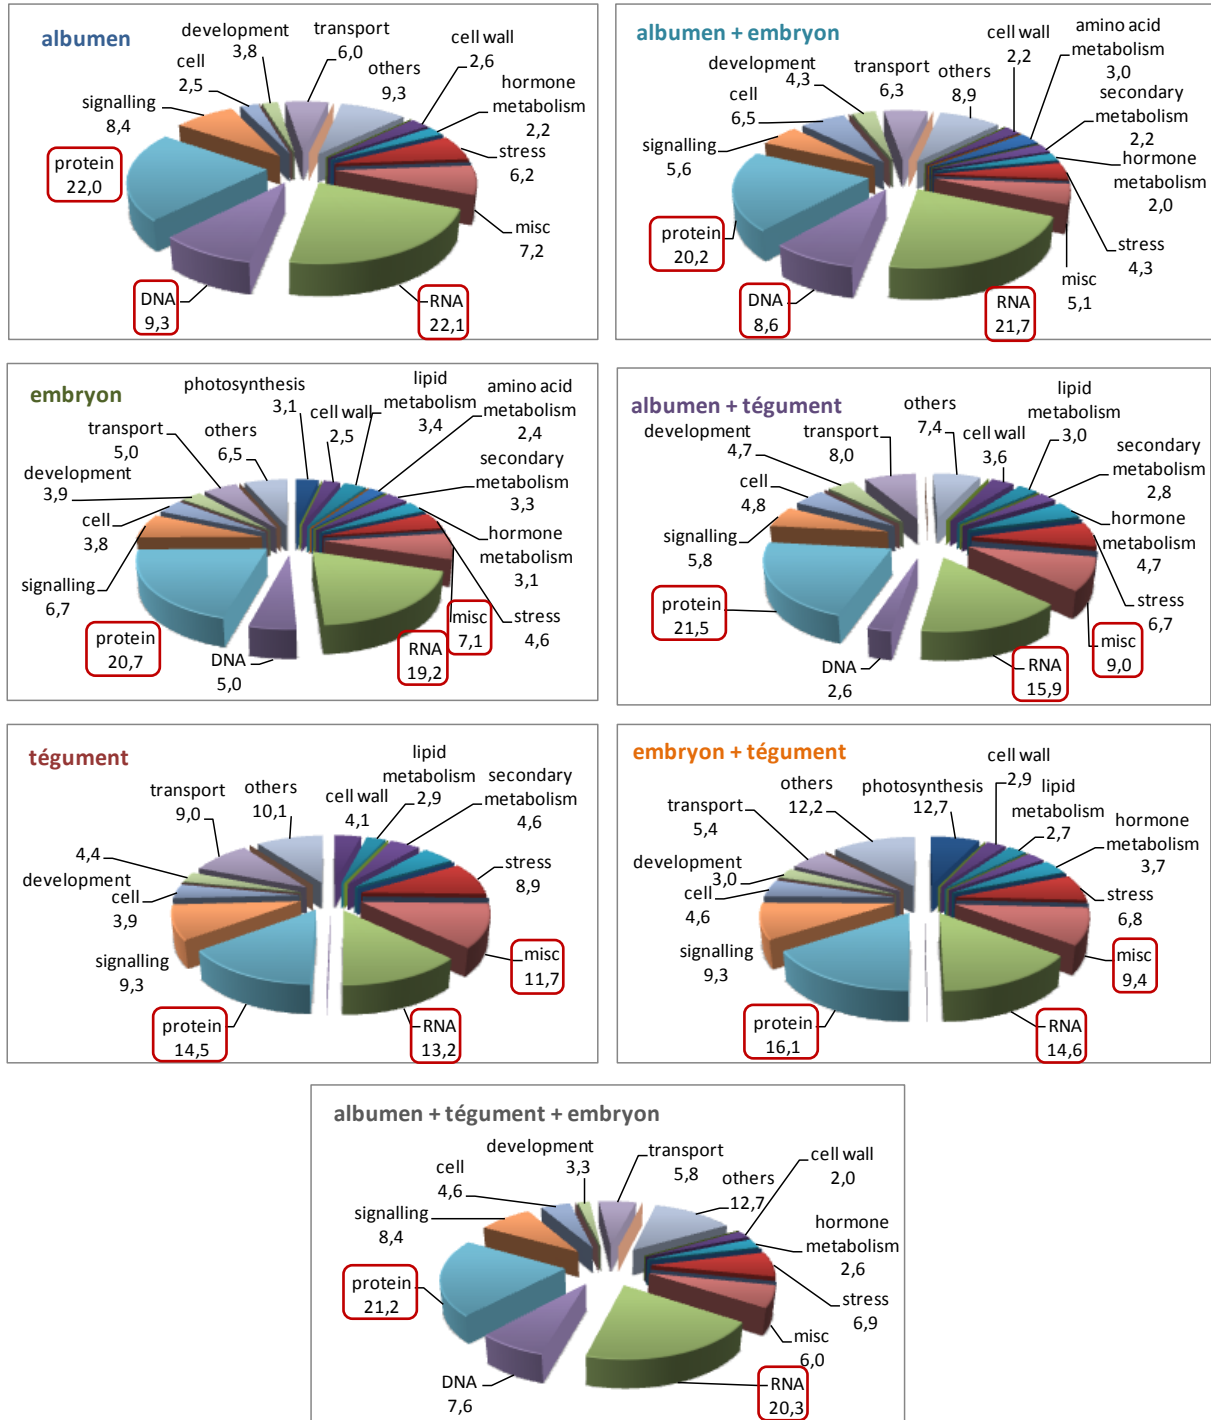 albumen
development
3,8
transport
6,0
cell wall
2,6
cell
2,5
others
9,3
hormone
metabolism
2,2
signalling
8,4
stress
6,2
protein
22,0
misc
7,2
DNA
9,3
RNA
22,1
albumen + embryon
cell wall
2,2
amino acid
metabolism
3,0
development
4,3
transport
6,3
others
8,9
secondary
metabolism
2,2
cell
6,5
hormone
metabolism
2,0
signalling
5,6
stress
4,3
protein
20,2
misc
5,1
DNA
8,6
RNA
21,7
embryon
photosynthesis
3,1
cell wall
2,5
lipid
metabolism
3,4
amino acid
metabolism
2,4
transport
5,0
others
6,5
secondary
metabolism
3,3
development
3,9
cell
3,8
hormone
metabolism
3,1
signalling
6,7
stress
4,6
misc
7,1
protein
20,7
RNA
19,2
DNA
5,0
albumen + tégument
others
7,4
lipid
metabolism
3,0
development
4,7
transport
8,0
cell wall
3,6
secondary
metabolism
2,8
cell
4,8
hormone
metabolism
4,7
signalling
5,8
stress
6,7
protein
21,5
misc
9,0
DNA
2,6
RNA
15,9
tégument
lipid
metabolism
2,9
secondary
metabolism
4,6
transport
9,0
others
10,1
cell wall
4,1
4,4
development
stress
8,9
cell
3,9
signalling
9,3
misc
11,7
protein
14,5
RNA
13,2
embryon + tégument
cell wall
2,9
others
12,2
photosynthesis
12,7
lipid
metabolism
2,7
transport
5,4
hormone
metabolism
3,7
development
3,0
cell
4,6
stress
6,8
signalling
9,3
misc
9,4
protein
16,1
RNA
14,6
albumen + tégument + embryon
development
3,3
transport
5,8
cell wall
2,0
cell
4,6
others
12,7
signalling
8,4
hormone
metabolism
2,6
protein
21,2
stress
6,9
misc
6,0
DNA
7,6
RNA
20,3